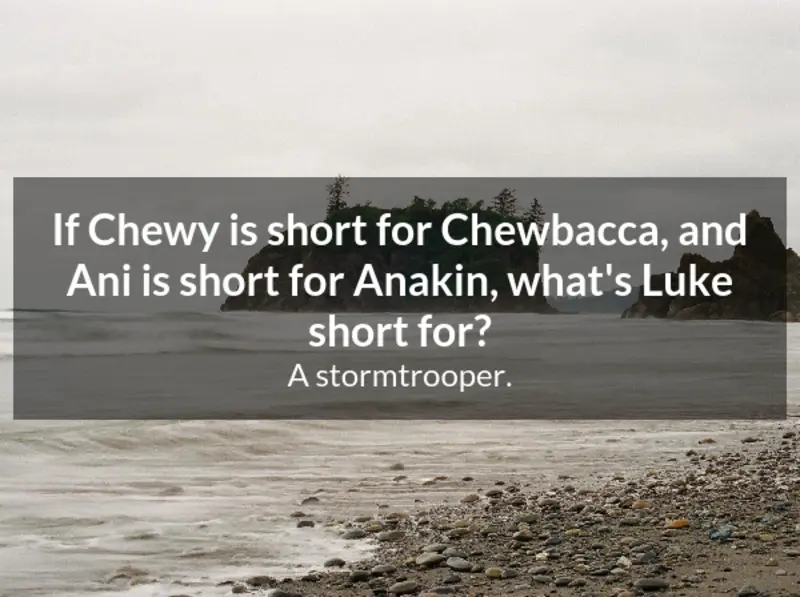 If Chewy is short for Chewbacca, and
Ani is short for Anakin, what's Luke
short for?
A stormtrooper.